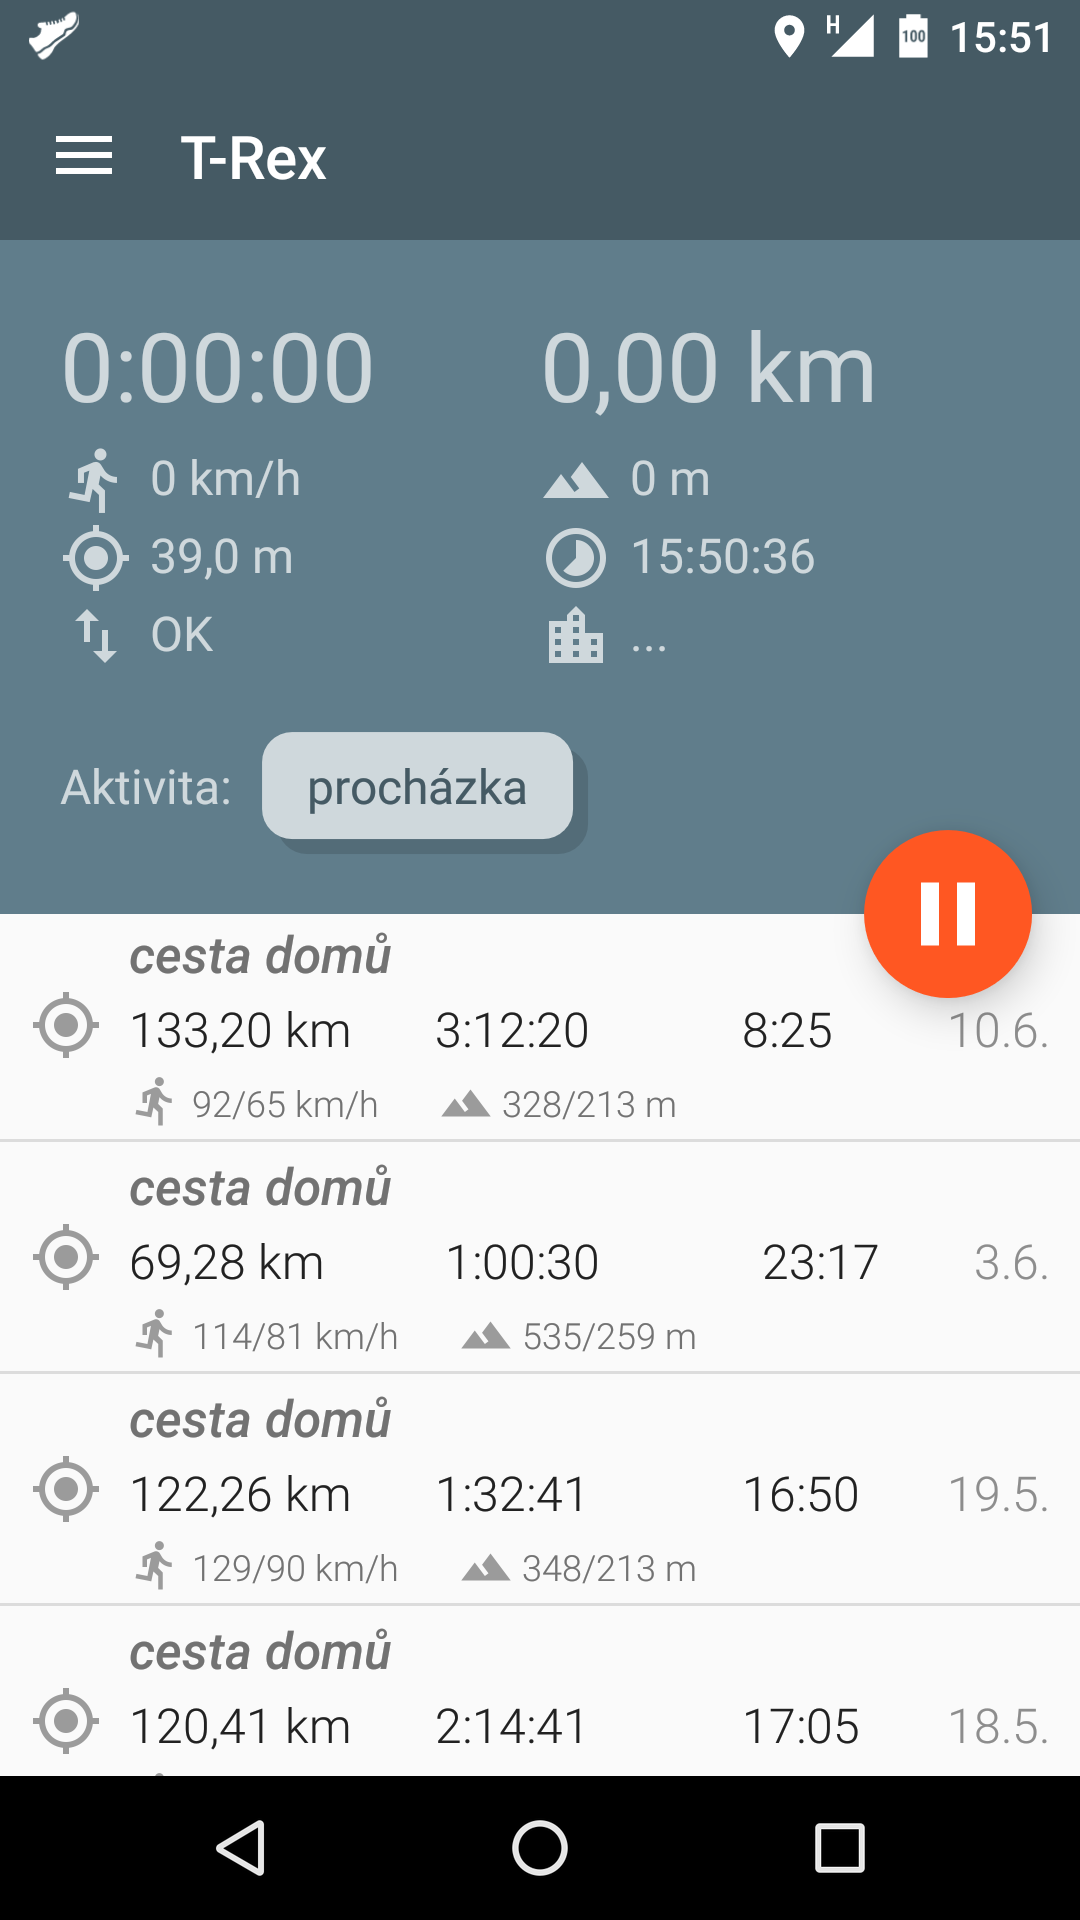 H 100 15:51
T-Rex
0:00:00 0,00 km
0 km/h 0 m
39,0 m 15:50:36
OK ...
Aktivita: procházka
cesta domů
133,20 km 3:12:20 8:25 10.6.
92/65 km/h 328/213 m
cesta domů
69,28 km 1:00:30 23:17 3.6.
114/81 km/h 535/259 m
cesta domů
122,26 km 1:32:41 16:50 19.5.
129/90 km/h 348/213 m
cesta domů
120,41 km 2:14:41 17:05 18.5.